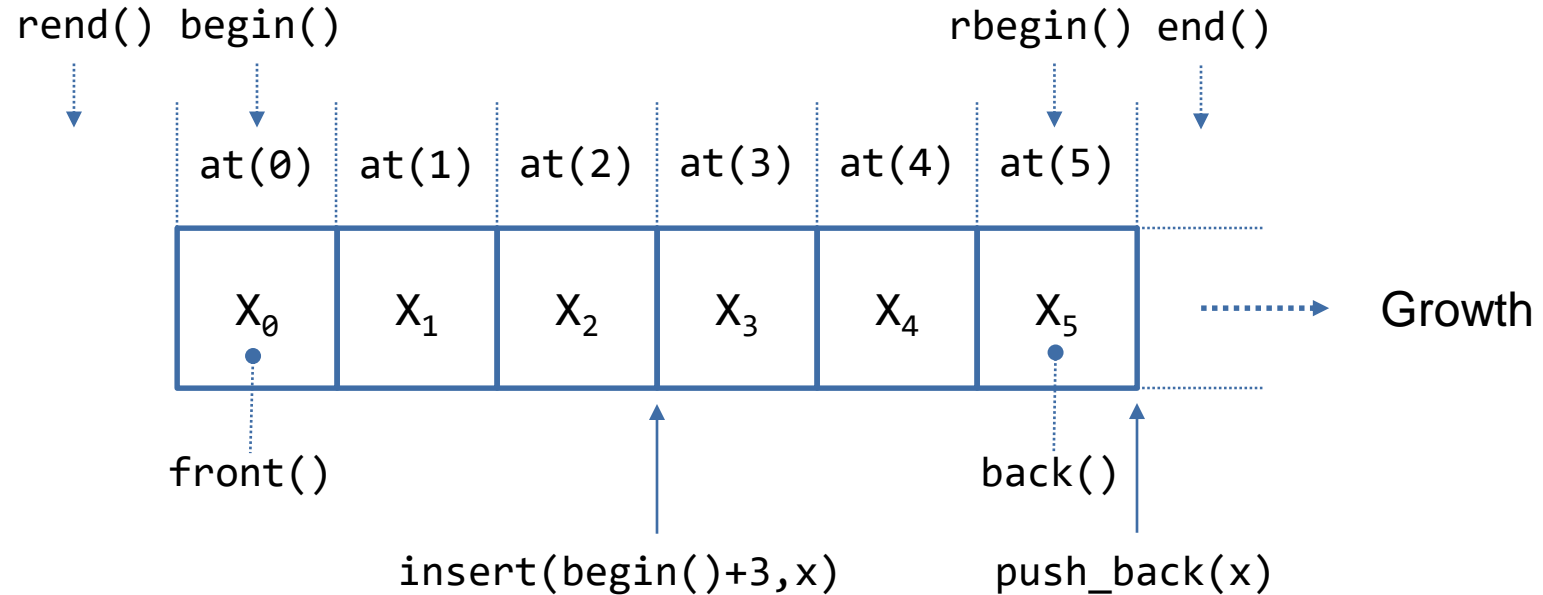 rend() begin() rbegin() end()
at(0) at(1) at(2) at(3) at(4) at(5)
X₀ X₁ X₂ X₃ X₄ X₅ Growth
front() back()
insert(begin()+3,x) push_back(x)